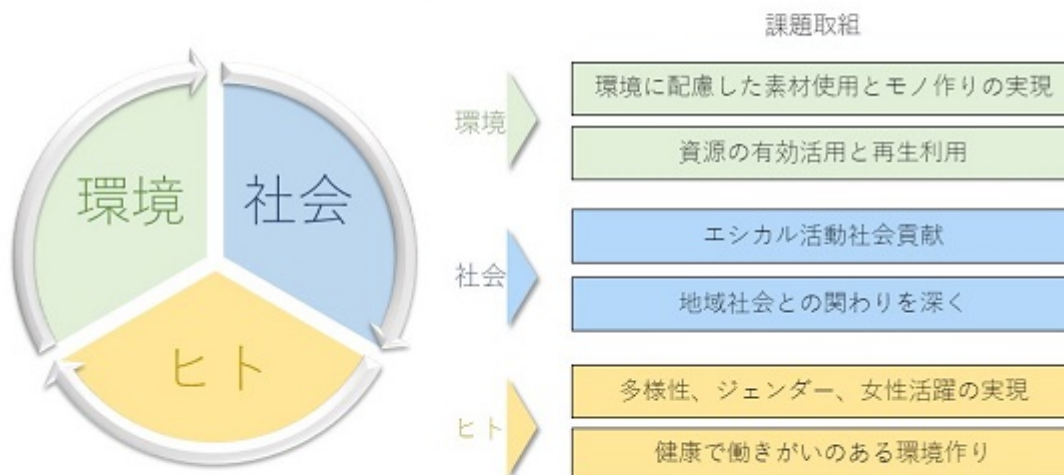 環境
社会
ヒト
課題取組
環境
環境に配慮した素材使用とモノ作りの実現
資源の有効活用と再生利用
社会
エシカル活動社会貢献
地域社会との関わりを深く
ヒト
多様性、ジェンダー、女性活躍の実現
健康で働きがいのある環境作り